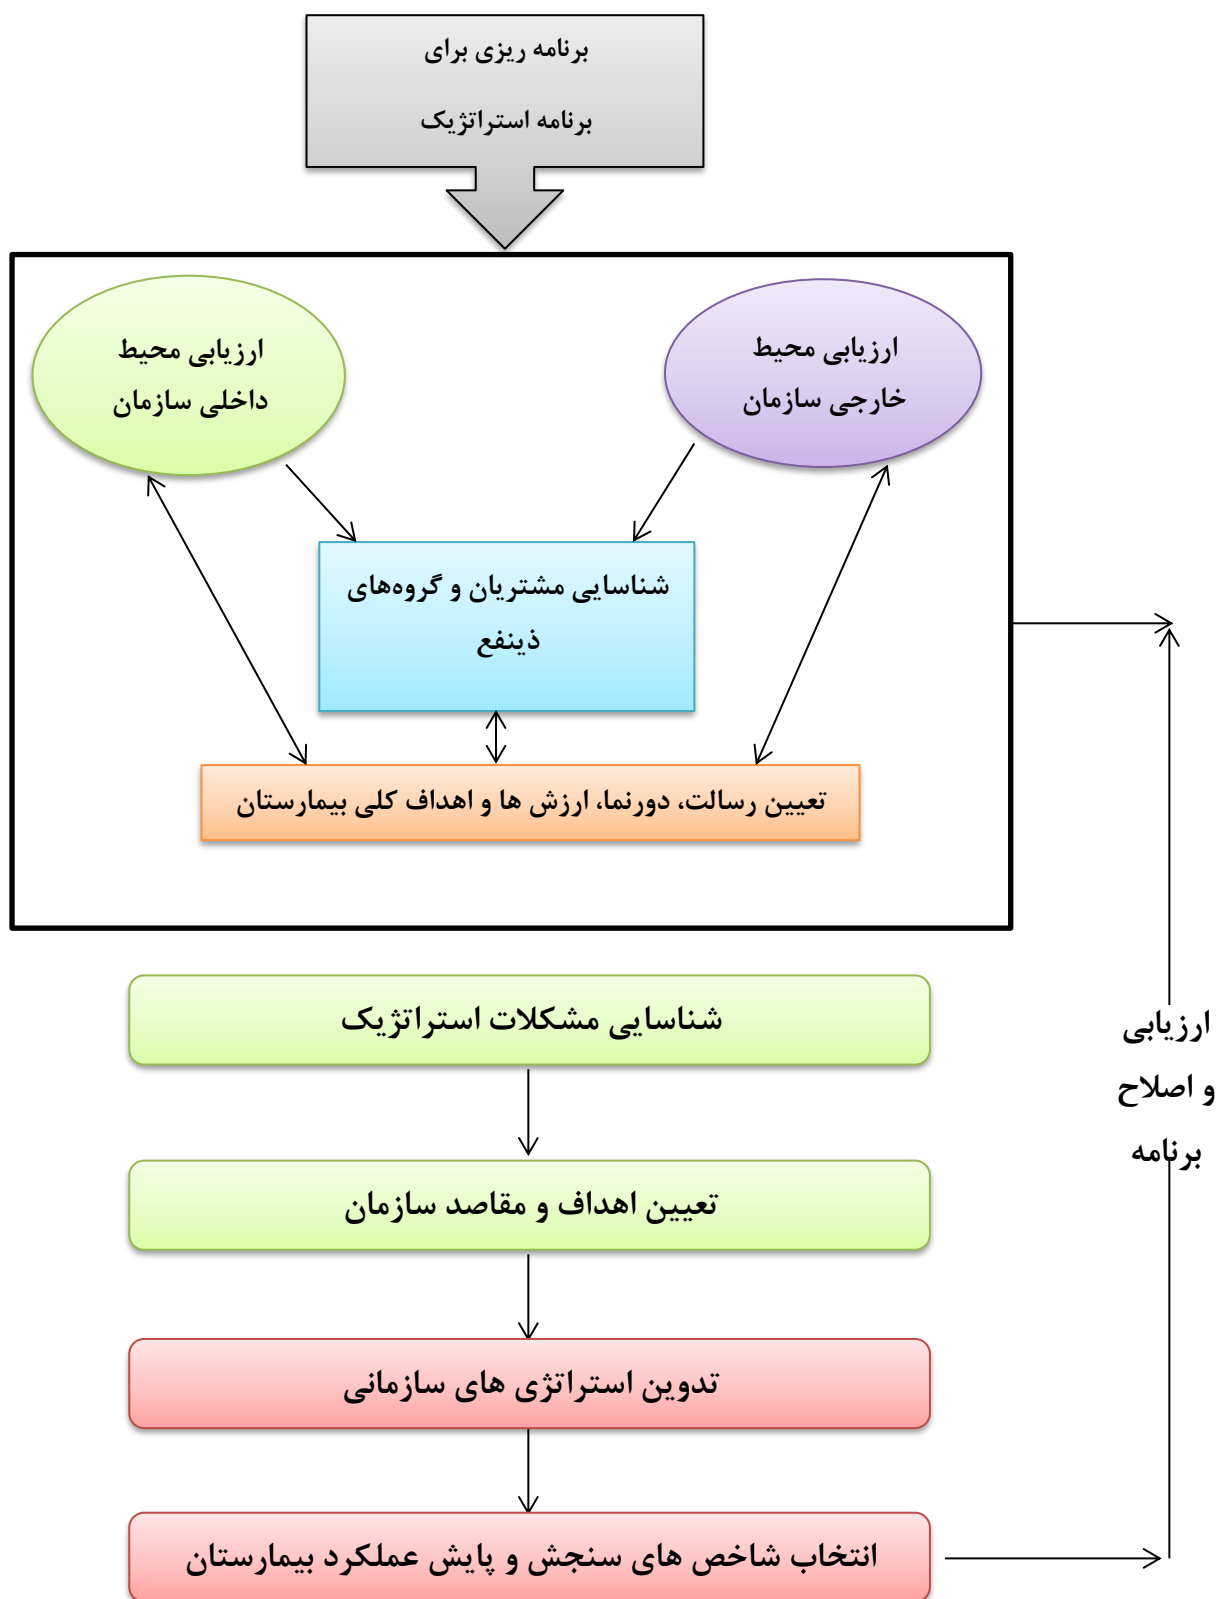 برنامه ریزی برای
برنامه استراتژیک
ارزیابی محیط
خارجی سازمان
ارزیابی محیط
داخلی سازمان
شناسایی مشتریان و گروه‌های
ذینفع
تعیین رسالت، دورنما، ارزش ها و اهداف کلی بیمارستان
شناسایی مشکلات استراتژیک
تعیین اهداف و مقاصد سازمان
تدوین استراتژی های سازمانی
انتخاب شاخص های سنجش و پایش عملکرد بیمارستان
ارزیابی
و اصلاح
برنامه